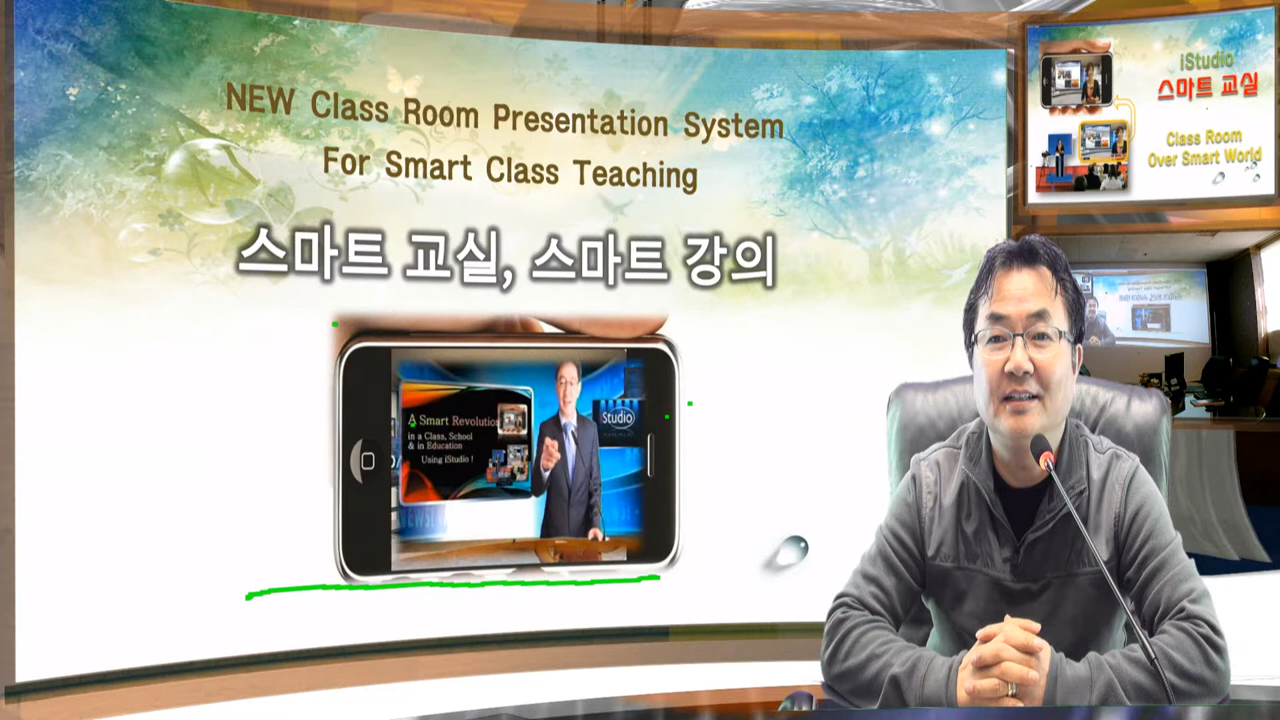 NEW Class Room Presentation System
For Smart Class Teaching
스마트 교실, 스마트 강의
A Smart Revolution
in a Class, School
& in Education
Using iStudio !
iStudio
iStudio
스마트 교실
Class Room
Over Smart World